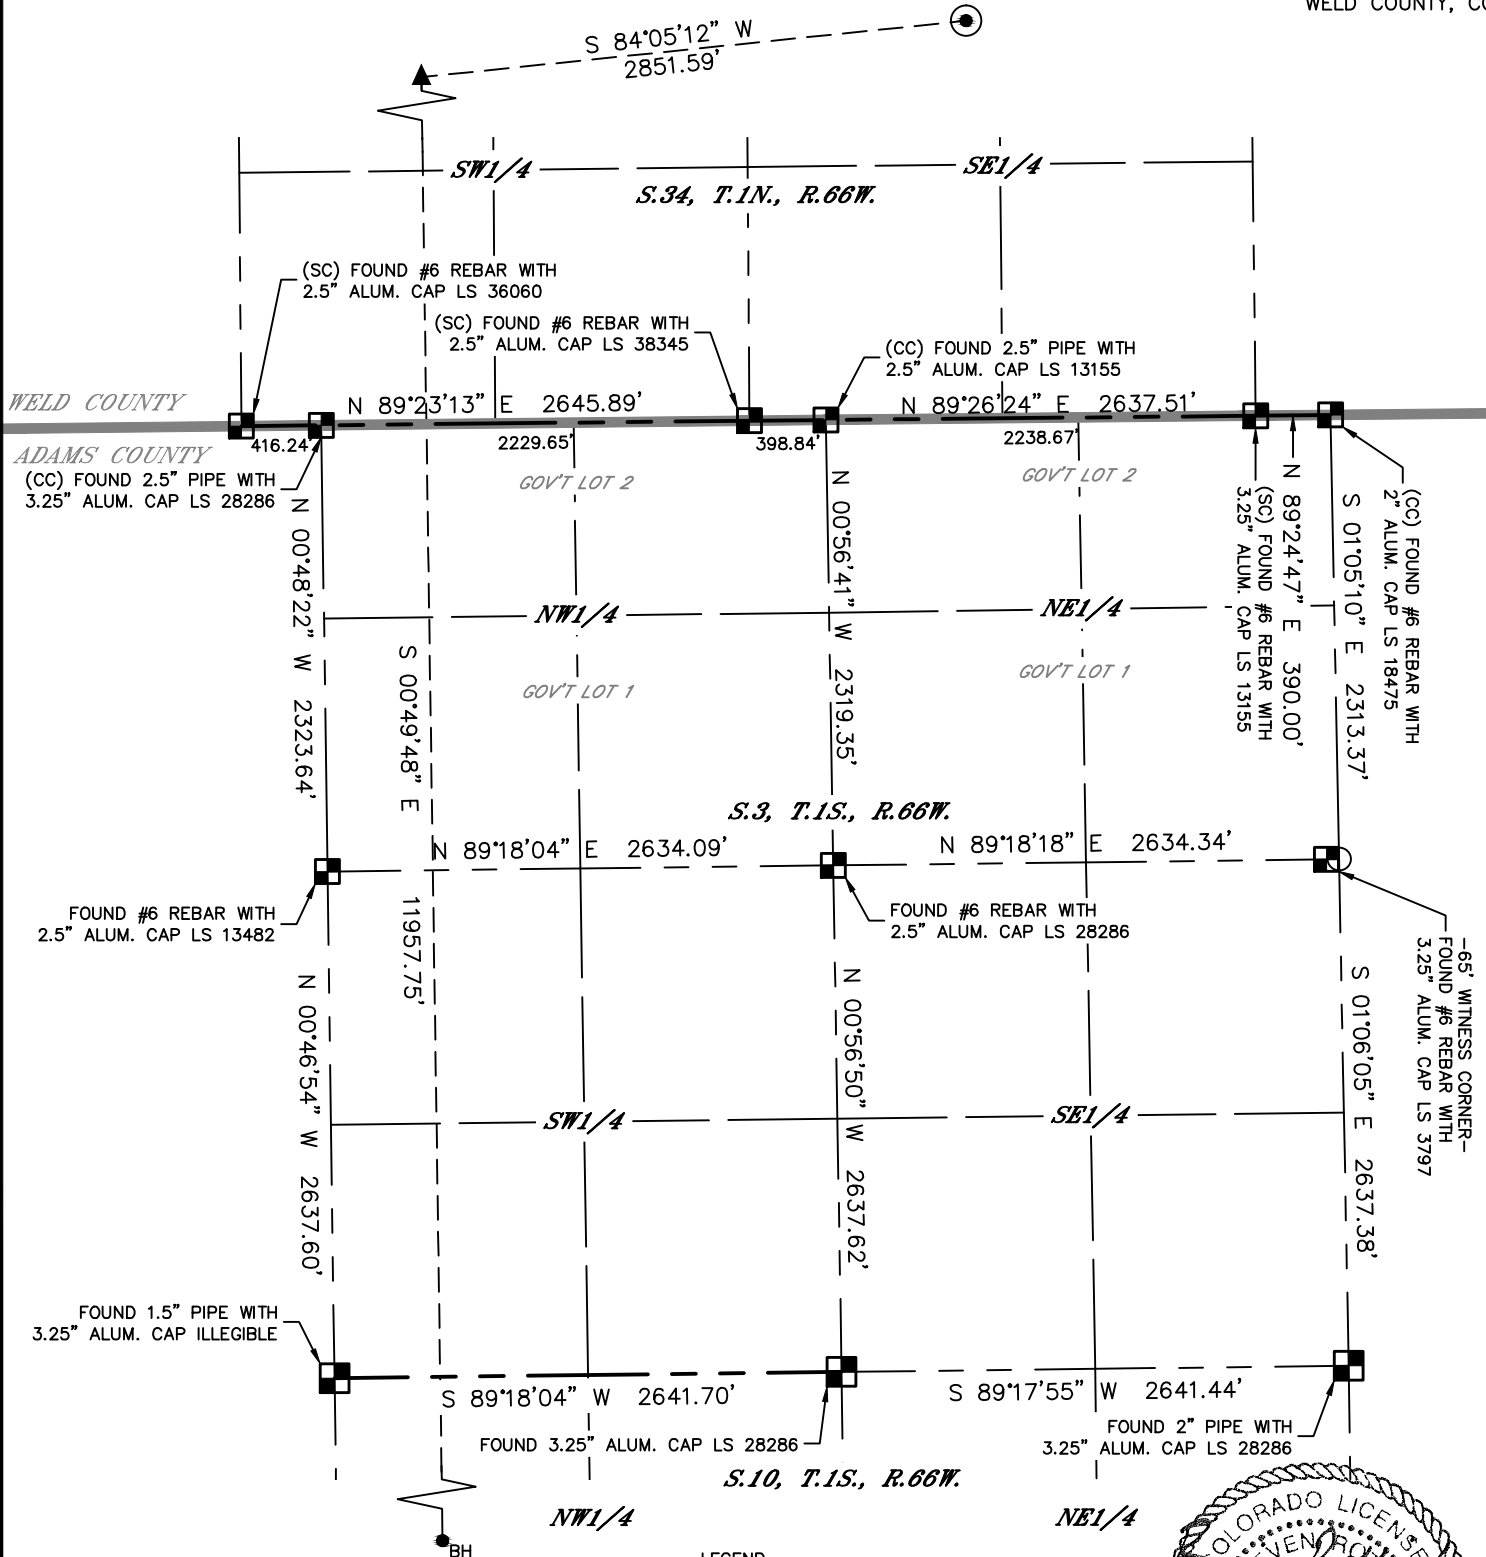 WELD COUNTY, CO
S 84°05'12" W
2851.59'
SW1/4
SE1/4
S.34, T.1N., R.66W.
(SC) FOUND #6 REBAR WITH
2.5" ALUM. CAP LS 36060
(SC) FOUND #6 REBAR WITH
2.5" ALUM. CAP LS 38345
(CC) FOUND 2.5" PIPE WITH
2.5" ALUM. CAP LS 13155
WELD COUNTY
N 89°23'13" E 2645.89'
N 89°26'24" E 2637.51'
416.24'
2229.65'
398.84'
2238.67'
ADAMS COUNTY
(CC) FOUND 2.5" PIPE WITH
3.25" ALUM. CAP LS 28286
GOV'T LOT 2
GOV'T LOT 2
N 00°48'22" W 2323.64'
N 00°56'41" W 2319.35'
(SC) FOUND #6 REBAR WITH
3.25" ALUM. CAP LS 13155
N 89°24'47" E 390.00'
S 01°05'10" E 2313.37'
(CC) FOUND #6 REBAR WITH
2" ALUM. CAP LS 18475
NW1/4
NE1/4
S 00°49'48" E 11957.75'
GOV'T LOT 1
GOV'T LOT 1
S.3, T.1S., R.66W.
N 89°18'04" E 2634.09'
N 89°18'18" E 2634.34'
FOUND #6 REBAR WITH
2.5" ALUM. CAP LS 13482
FOUND #6 REBAR WITH
2.5" ALUM. CAP LS 28286
-65' WITNESS CORNER-
FOUND #6 REBAR WITH
3.25" ALUM. CAP LS 3797
N 00°46'54" W 2637.60'
N 00°56'50" W 2637.62'
S 01°06'05" E 2637.38'
SW1/4
SE1/4
FOUND 1.5" PIPE WITH
3.25" ALUM. CAP ILLEGIBLE
S 89°18'04" W 2641.70'
S 89°17'55" W 2641.44'
FOUND 3.25" ALUM. CAP LS 28286
FOUND 2" PIPE WITH
3.25" ALUM. CAP LS 28286
S.10, T.1S., R.66W.
NW1/4
NE1/4
BH
LEGEND
COLORADO LICENSE